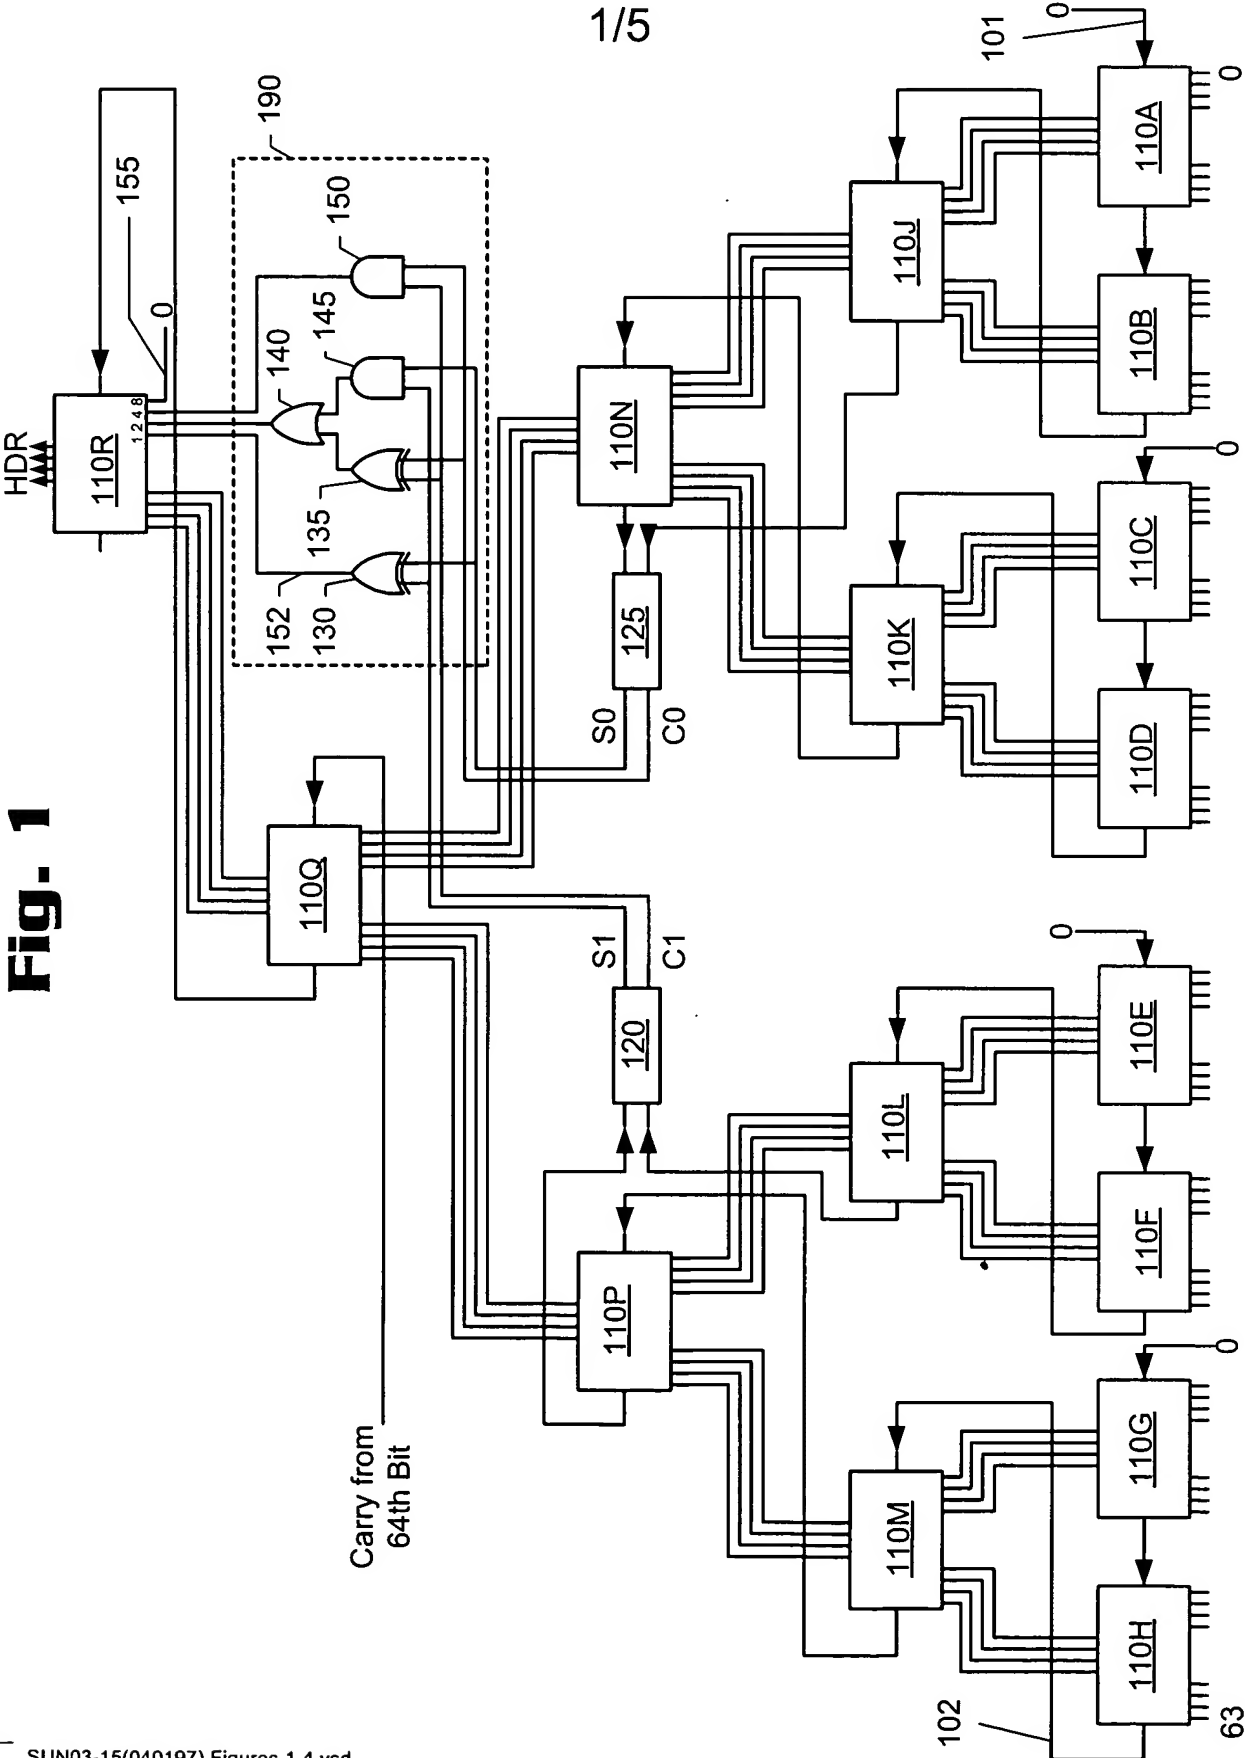 1/5
Fig. 1
HDR
110R
1 2 4 8
155
0
190
150
145
140
135
152
130
110Q
Carry from
64th Bit
110N
125
S0
C0
S1
C1
120
110P
110J
110K
110L
110M
101
0
110A
0
110B
110C
0
110D
110E
0
110F
110G
0
110H
102
63
SUN03-15(040197) Figures 1-4.vsd